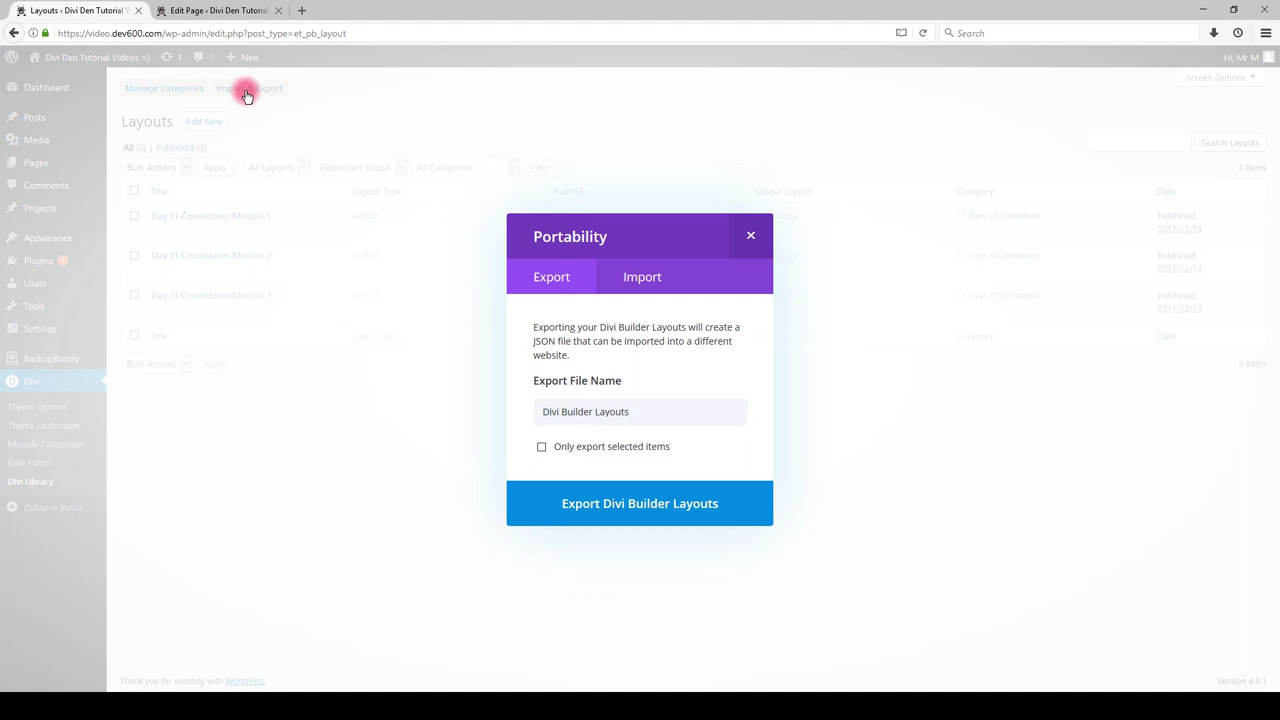 Layouts ‹ Divi Den Tutorial
Edit Page ‹ Divi Den Tutorial
https://video.dev600.com/wp-admin/edit.php?post_type=et_pb_layout
Search
Divi Den Tutorial Videos =)
1
0
New
Hi, Mr M
Dashboard
Posts
Media
Pages
Comments
Projects
Appearance
Plugins 1
Users
Tools
Settings
BackupBuddy
Divi
Theme Options
Theme Customizer
Module Customizer
Role Editor
Divi Library
Collapse menu
Manage Categories
Screen Options
Layouts
Add New
All (3) | Published (3)
Search Layouts
Bulk Actions
Apply
All Layouts
Global/not Global
All Categories
Filter
3 items
Title
Layout Type
Built For
Global Layout
Category
Date
Day 11 Countdown Module 1
section
12 Days of Christmas
Published
2017/12/13
Day 11 Countdown Module 2
section
12 Days of Christmas
Published
2017/12/13
Day 11 Countdown Module 3
section
12 Days of Christmas
Published
2017/12/13
Title
Category
Date
Bulk Actions
Apply
3 items
Portability
Export
Import
Exporting your Divi Builder Layouts will create a
JSON file that can be imported into a different
website.
Export File Name
Divi Builder Layouts
Only export selected items
Export Divi Builder Layouts
Thank you for creating with WordPress.
Version 4.9.1